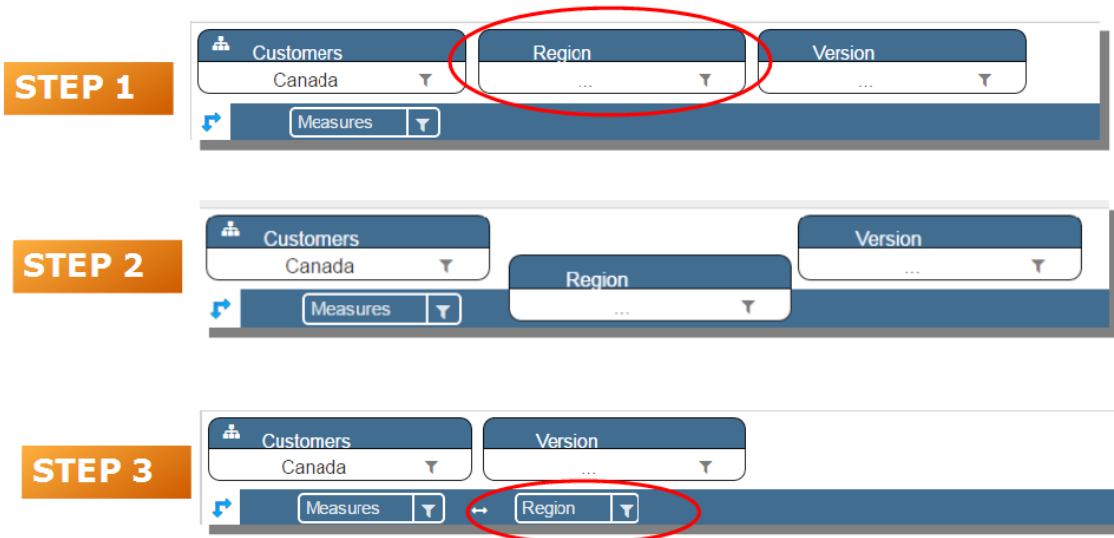 STEP 1
Customers Region Version
Canada ... ...
Measures
STEP 2
Customers Version
Canada ...
Region
Measures ...
STEP 3
Customers Version
Canada ...
Measures Region